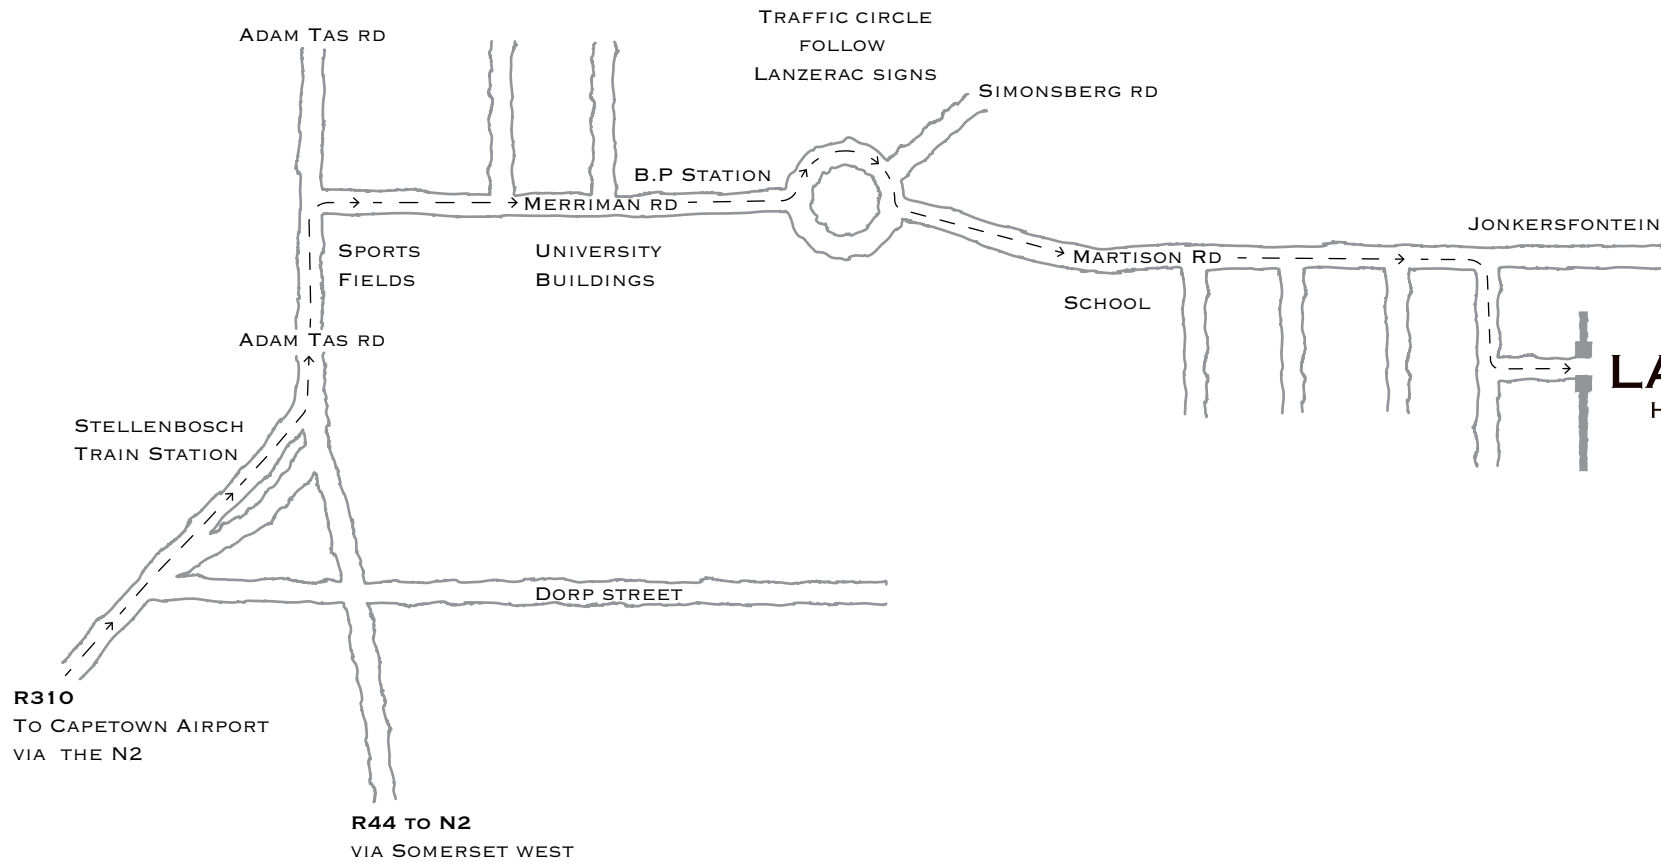 Adam Tas Rd
Traffic circle
follow
Lanzerac signs
Simonsberg Rd
B.P Station
Merriman Rd
Jonkersfontein
Sports
Fields
University
Buildings
Martison Rd
School
Adam Tas Rd
LA
H
Stellenbosch
Train Station
Dorp street
R310
To Capetown Airport
via the N2
R44 to N2
via Somerset west